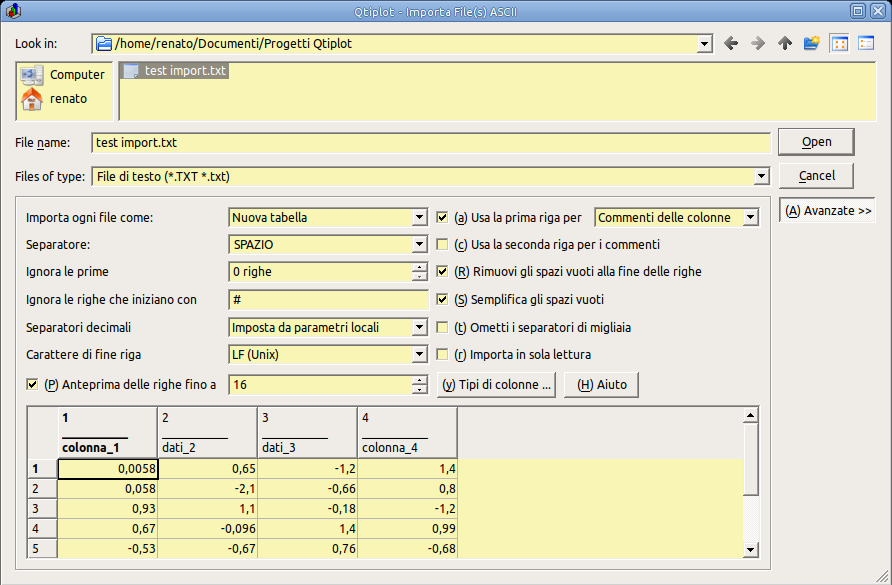 Qtiplot - Importa File(s) ASCII
Look in: /home/renato/Documenti/Progetti Qtiplot
Computer
renato
test import.txt
File name: test import.txt Open
Files of type: File di testo (*.TXT *.txt) Cancel
(A) Avanzate >>
Importa ogni file come: Nuova tabella (a) Usa la prima riga per Commenti delle colonne
Separatore: SPAZIO (c) Usa la seconda riga per i commenti
Ignora le prime 0 righe (R) Rimuovi gli spazi vuoti alla fine delle righe
Ignora le righe che iniziano con # (S) Semplifica gli spazi vuoti
Separatori decimali Imposta da parametri locali (t) Ometti i separatori di migliaia
Carattere di fine riga LF (Unix) (r) Importa in sola lettura
(P) Anteprima delle righe fino a 16 (y) Tipi di colonne ... (H) Aiuto
1 2 3 4
colonna_1 dati_2 dati_3 colonna_4
1 0,0058 0,65 -1,2 1,4
2 0,058 -2,1 -0,66 0,8
3 0,93 1,1 -0,18 -1,2
4 0,67 -0,096 1,4 0,99
5 -0,53 -0,67 0,76 -0,68